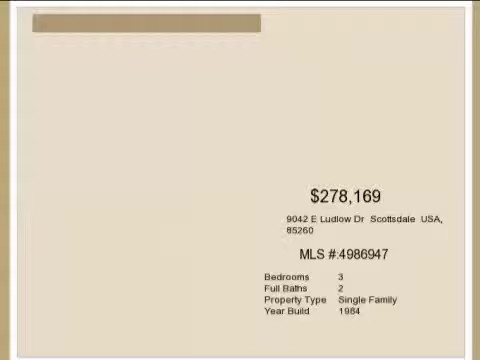 $278,169
9042 E Ludlow Dr Scottsdale USA,
85260
MLS #:4986947
Bedrooms 3
Full Baths 2
Property Type Single Family
Year Build 1984